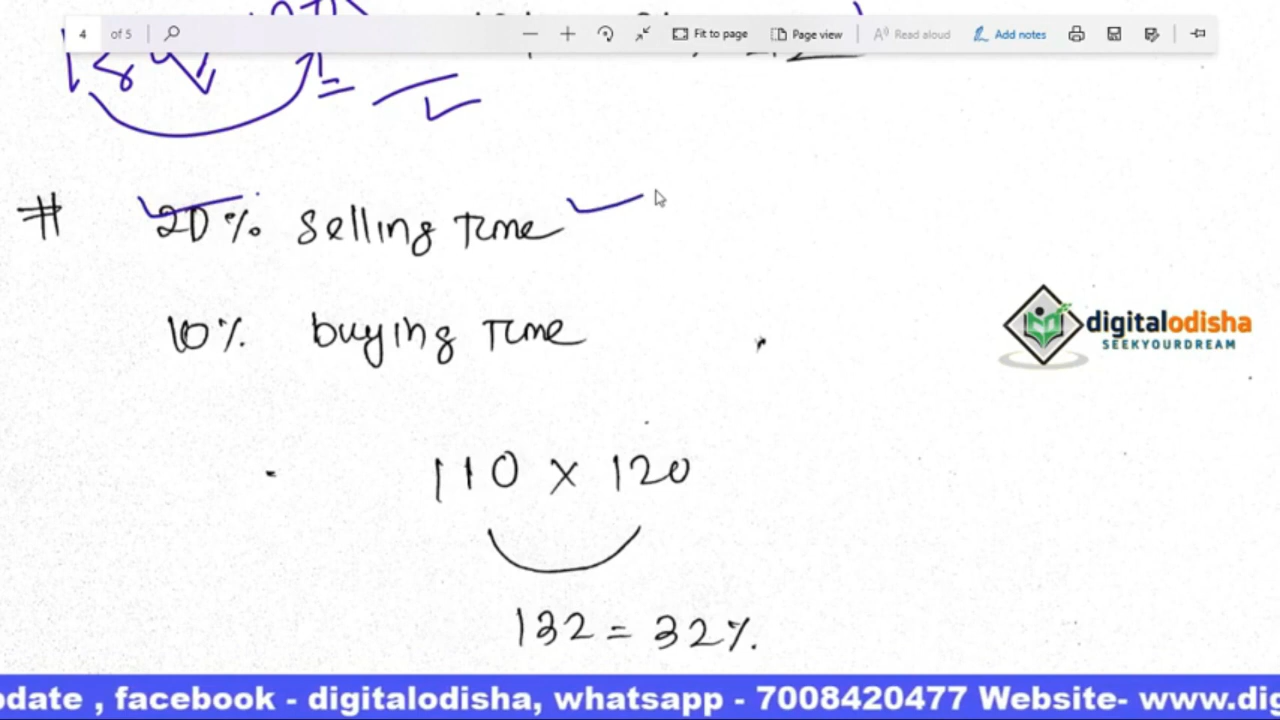 4 of 5 Fit to page Page view Read aloud Add notes
# 20% selling time
10% buying time
digitalodisha
SEEKYOURDREAM
110 x 120
132 = 32%.
pdate , facebook - digitalodisha, whatsapp - 7008420477 Website- www.dig